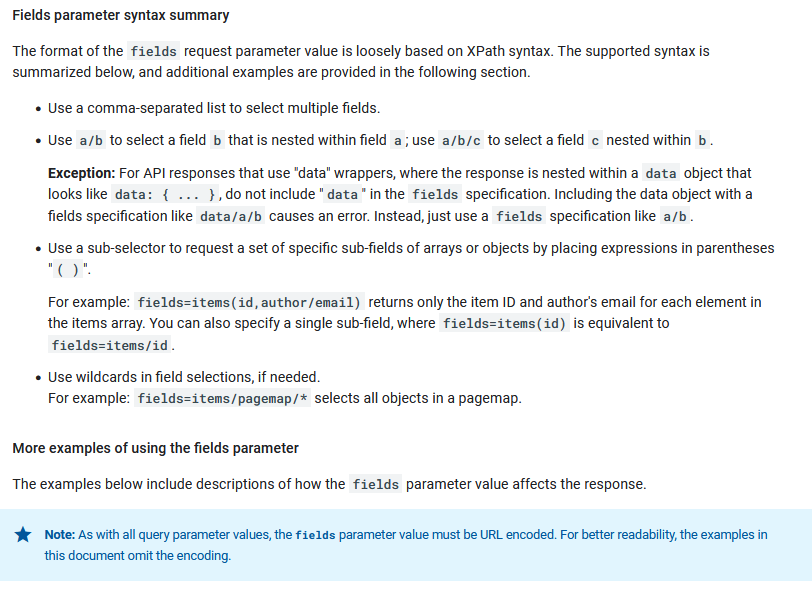 Fields parameter syntax summary
The format of the fields request parameter value is loosely based on XPath syntax. The supported syntax is
summarized below, and additional examples are provided in the following section.
• Use a comma-separated list to select multiple fields.
• Use a/b to select a field b that is nested within field a; use a/b/c to select a field c nested within b.
Exception: For API responses that use "data" wrappers, where the response is nested within a data object that
looks like data: { ... }, do not include "data" in the fields specification. Including the data object with a
fields specification like data/a/b causes an error. Instead, just use a fields specification like a/b.
• Use a sub-selector to request a set of specific sub-fields of arrays or objects by placing expressions in parentheses
"( )".
For example: fields=items(id,author/email) returns only the item ID and author's email for each element in
the items array. You can also specify a single sub-field, where fields=items(id) is equivalent to
fields=items/id.
• Use wildcards in field selections, if needed.
For example: fields=items/pagemap/* selects all objects in a pagemap.
More examples of using the fields parameter
The examples below include descriptions of how the fields parameter value affects the response.
Note: As with all query parameter values, the fields parameter value must be URL encoded. For better readability, the examples in
this document omit the encoding.